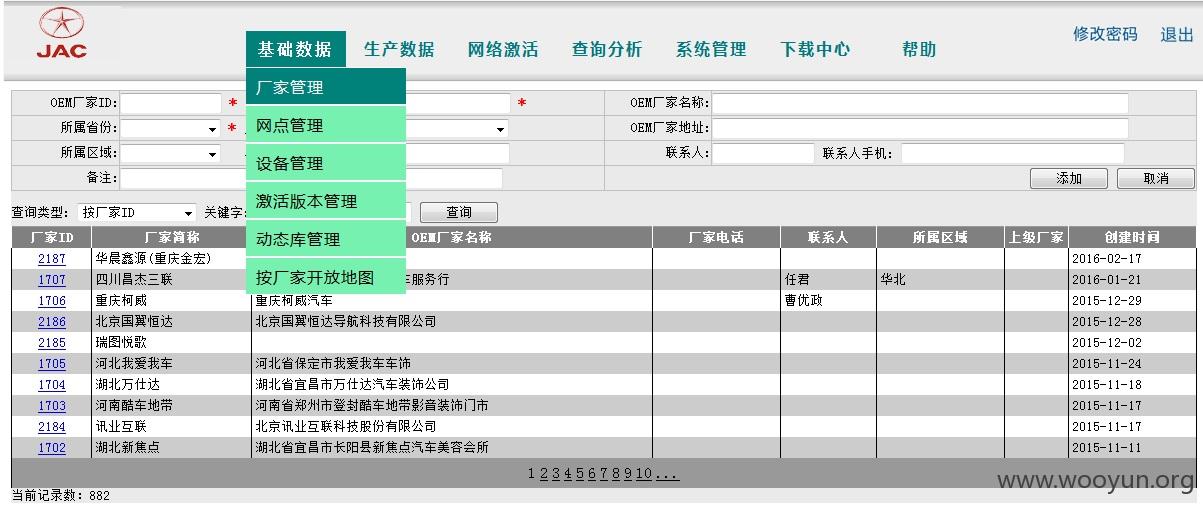 JAC
基础数据 生产数据 网络激活 查询分析 系统管理 下载中心 帮助 修改密码 退出
厂家管理
网点管理
设备管理
激活版本管理
动态库管理
按厂家开放地图
OEM厂家ID: * * OEM厂家名称:
所属省份: * OEM厂家地址:
所属区域: 联系人: 联系人手机:
备注: 添加 取消
查询类型: 按厂家ID 关键字: 查询
厂家ID 厂家简称 OEM厂家名称 厂家电话 联系人 所属区域 上级厂家 创建时间
2187 华晨鑫源(重庆金宏) 2016-02-17
1707 四川昌杰三联 车服务行 任君 华北 2016-01-21
1706 重庆柯威 重庆柯威汽车 曹优政 2015-12-29
2186 北京国翼恒达 北京国翼恒达导航科技有限公司 2015-12-28
2185 瑞图悦歌 2015-12-02
1705 河北我爱我车 河北省保定市我爱我车车饰 2015-11-24
1704 湖北万仕达 湖北省宜昌市万仕达汽车装饰公司 2015-11-18
1703 河南酷车地带 河南省郑州市登封酷车地带影音装饰门市 2015-11-17
2184 讯业互联 北京讯业互联科技股份有限公司 2015-11-17
1702 湖北新焦点 湖北省宜昌市长阳县新焦点汽车美容会所 2015-11-11
1 2 3 4 5 6 7 8 9 10 ...
当前记录数: 882
www.wooyun.org